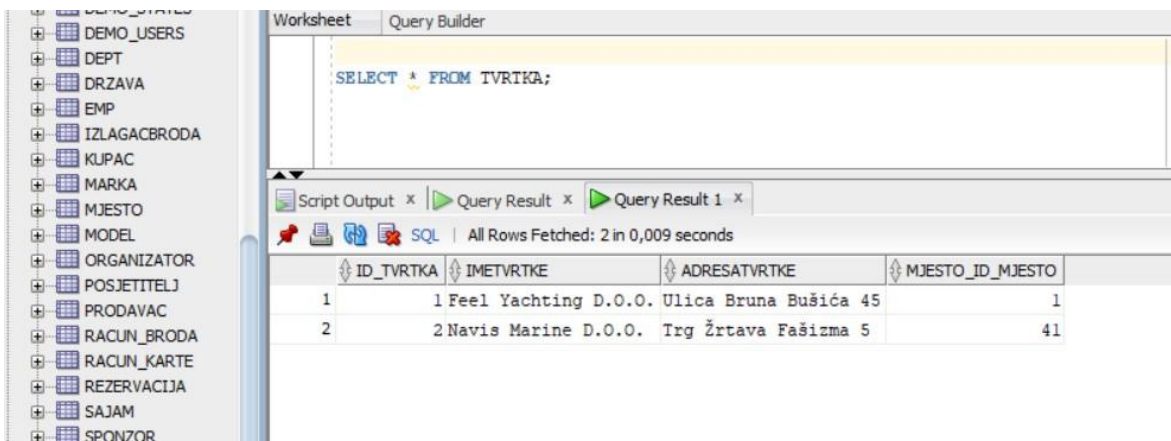 DEMO_STATES
DEMO_USERS
DEPT
DRZAVA
EMP
IZLAGACBRODA
KUPAC
MARKA
MJESTO
MODEL
ORGANIZATOR
POSJETITELJ
PRODAVAC
RACUN_BRODA
RACUN_KARTE
REZERVACIJA
SAJAM
SPONZOR
Worksheet Query Builder
SELECT * FROM TVRTKA;
Script Output x Query Result x Query Result 1 x
SQL | All Rows Fetched: 2 in 0,009 seconds
ID_TVRTKA IMETVRTKE ADRESATVRTKE MJESTO_ID_MJESTO
1 1 Feel Yachting D.O.O. Ulica Bruna Bušića 45 1
2 2 Navis Marine D.O.O. Trg Žrtava Fašizma 5 41